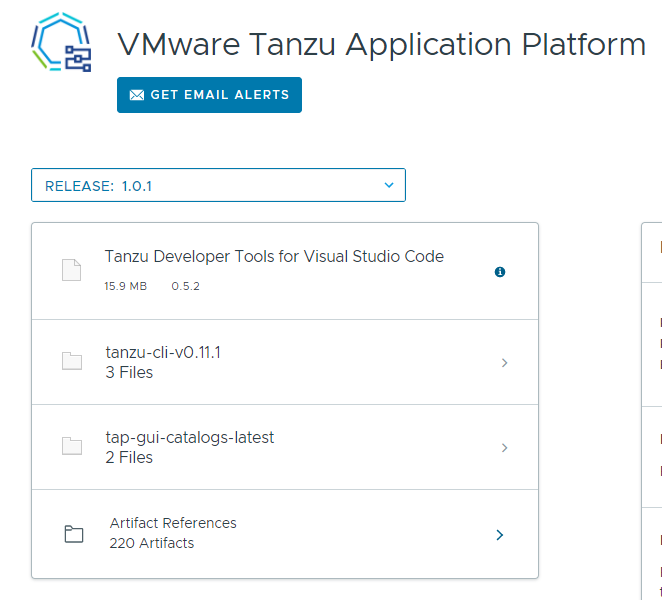 VMware Tanzu Application Platform
GET EMAIL ALERTS
RELEASE: 1.0.1
Tanzu Developer Tools for Visual Studio Code
15.9 MB 0.5.2
tanzu-cli-v0.11.1
3 Files
tap-gui-catalogs-latest
2 Files
Artifact References
220 Artifacts